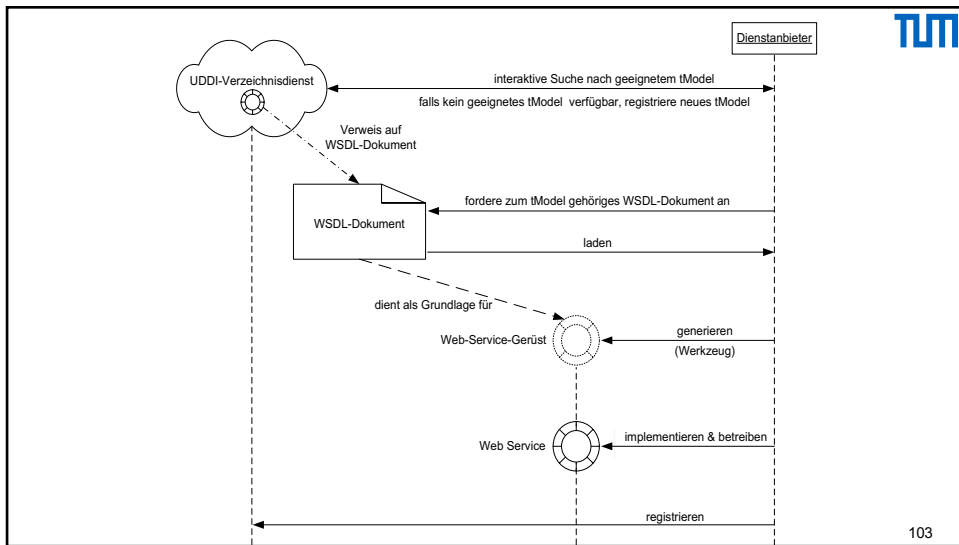 TUM
Dienstanbieter
UDDI-Verzeichnisdienst
interaktive Suche nach geeignetem tModel
falls kein geeignetes tModel verfügbar, registriere neues tModel
Verweis auf
WSDL-Dokument
fordere zum tModel gehöriges WSDL-Dokument an
WSDL-Dokument
laden
dient als Grundlage für
Web-Service-Gerüst
generieren
(Werkzeug)
Web Service
implementieren & betreiben
registrieren
103